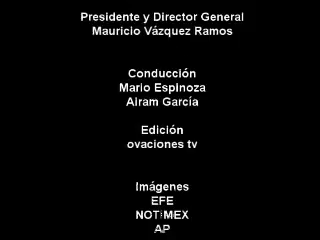 Presidente y Director General
Mauricio Vázquez Ramos
Conducción
Mario Espinoza
Airam García
Edición
ovaciones tv
Imágenes
EFE
NOTIMEX
AP